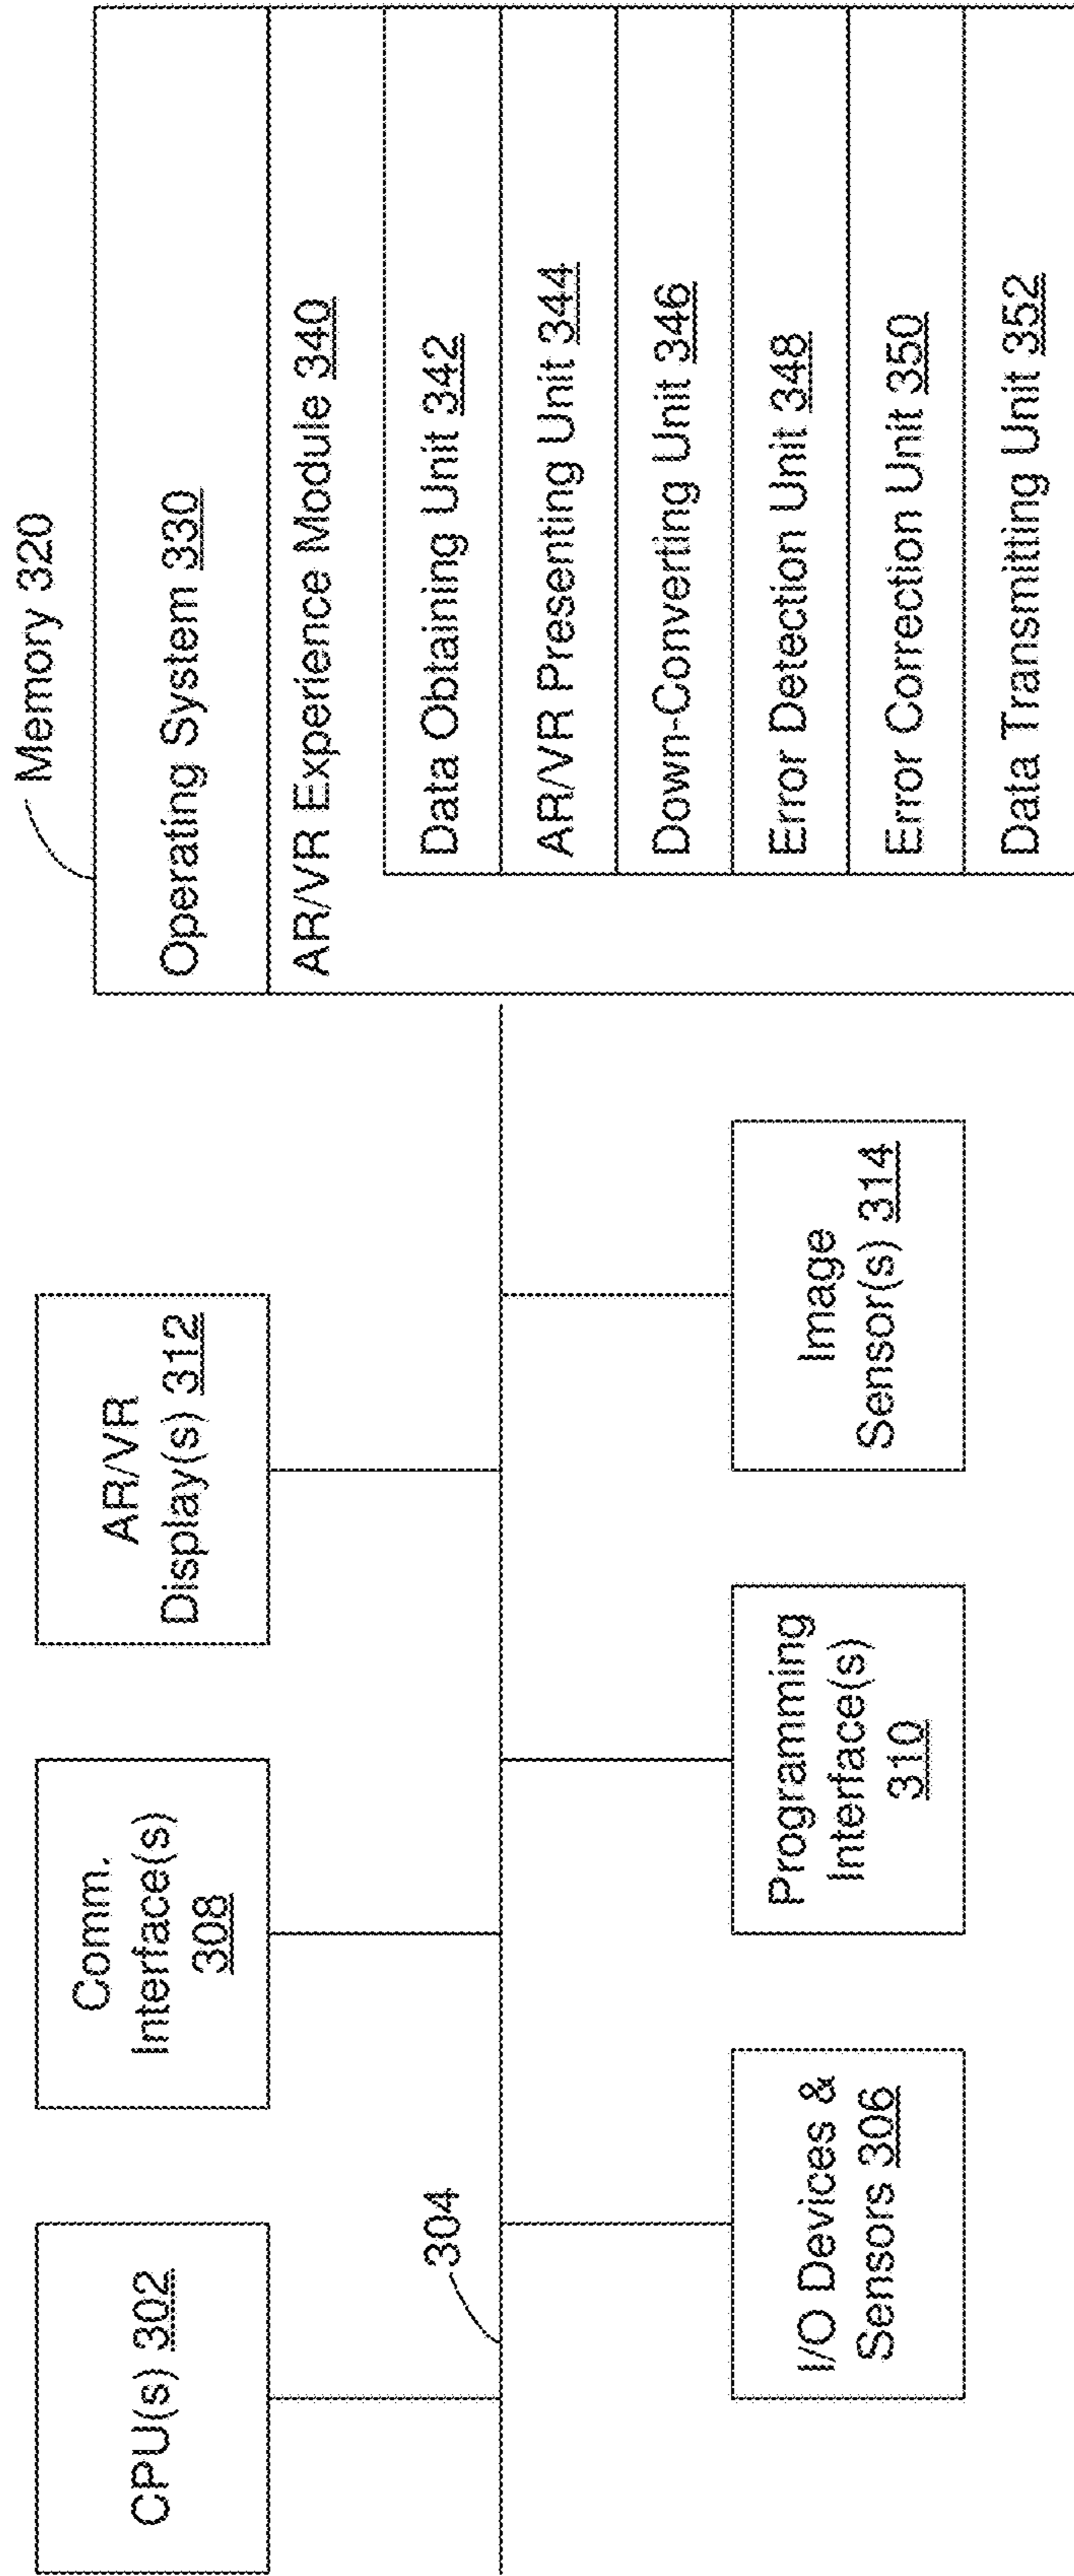 CPU(s) 302
Comm.
Interface(s)
308
AR/VR
Display(s) 312
304
I/O Devices &
Sensors 306
Programming
Interface(s)
310
Image
Sensor(s) 314
Memory 320
Operating System 330
AR/VR Experience Module 340
Data Obtaining Unit 342
AR/VR Presenting Unit 344
Down-Converting Unit 346
Error Detection Unit 348
Error Correction Unit 350
Data Transmitting Unit 352